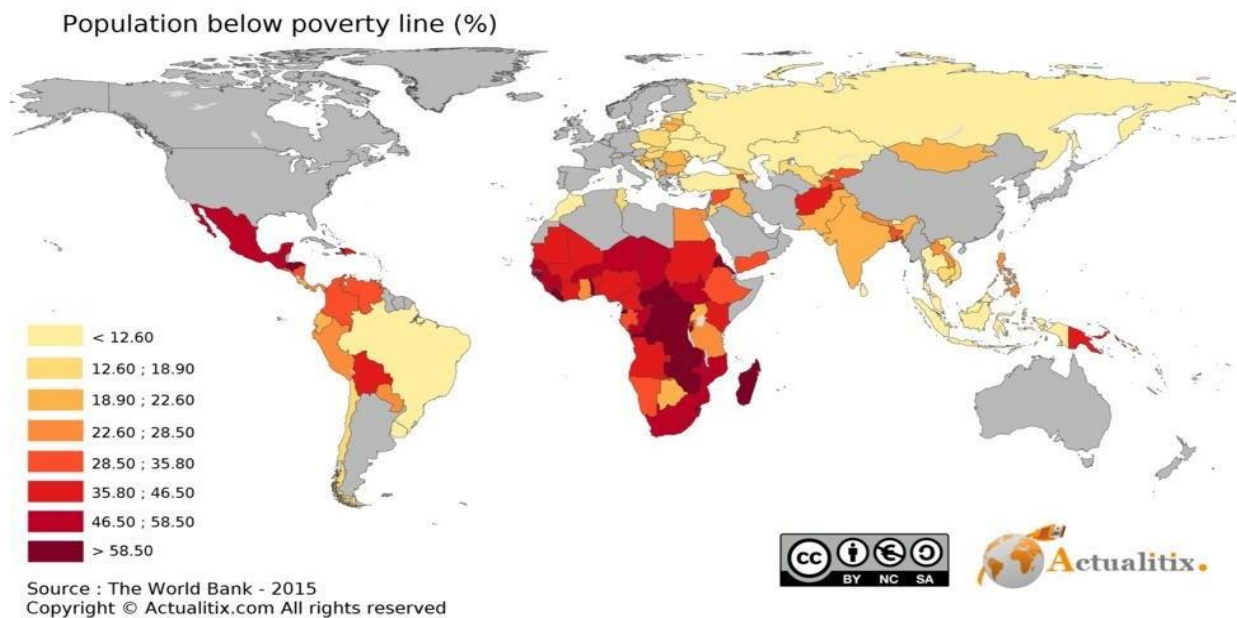 Population below poverty line (%)
< 12.60
12.60 ; 18.90
18.90 ; 22.60
22.60 ; 28.50
28.50 ; 35.80
35.80 ; 46.50
46.50 ; 58.50
> 58.50
cc
BY NC SA
Actualitix.
Source : The World Bank - 2015
Copyright © Actualitix.com All rights reserved